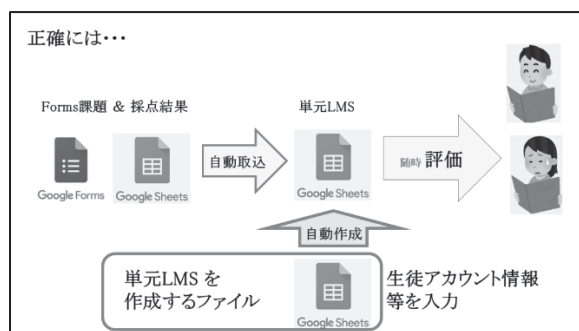 正確には・・・
Forms課題 & 採点結果
単元LMS
自動取込
随時 評価
Google Forms
Google Sheets
Google Sheets
自動作成
単元LMS を
作成するファイル
生徒アカウント情報
等を入力
Google Sheets